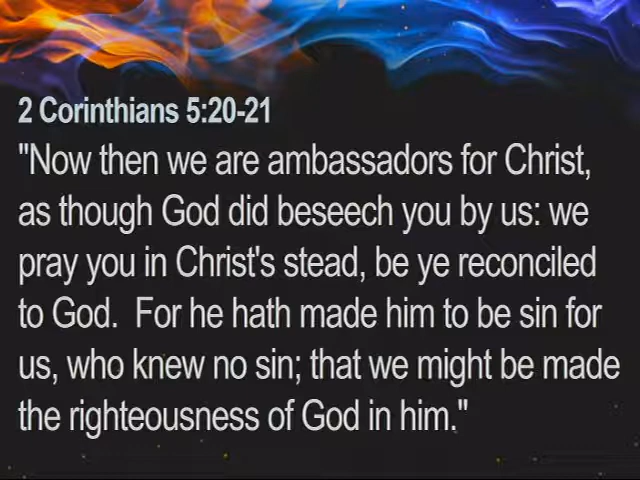 2 Corinthians 5:20-21
"Now then we are ambassadors for Christ,
as though God did beseech you by us: we
pray you in Christ's stead, be ye reconciled
to God.  For he hath made him to be sin for
us, who knew no sin; that we might be made
the righteousness of God in him."